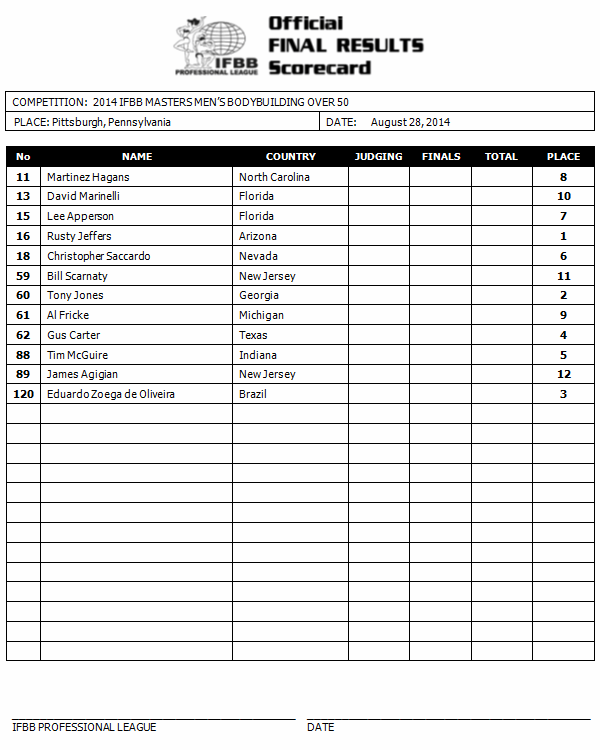 Official
FINAL RESULTS
Scorecard
IFBB
PROFESSIONAL LEAGUE
COMPETITION: 2014 IFBB MASTERS MEN'S BODYBUILDING OVER 50
PLACE: Pittsburgh, Pennsylvania DATE: August 28, 2014
No NAME COUNTRY JUDGING FINALS TOTAL PLACE
11 Martinez Hagans North Carolina 8
13 David Marinelli Florida 10
15 Lee Apperson Florida 7
16 Rusty Jeffers Arizona 1
18 Christopher Saccardo Nevada 6
59 Bill Scarnaty New Jersey 11
60 Tony Jones Georgia 2
61 Al Fricke Michigan 9
62 Gus Carter Texas 4
88 Tim McGuire Indiana 5
89 James Agigian New Jersey 12
120 Eduardo Zoega de Oliveira Brazil 3
IFBB PROFESSIONAL LEAGUE DATE